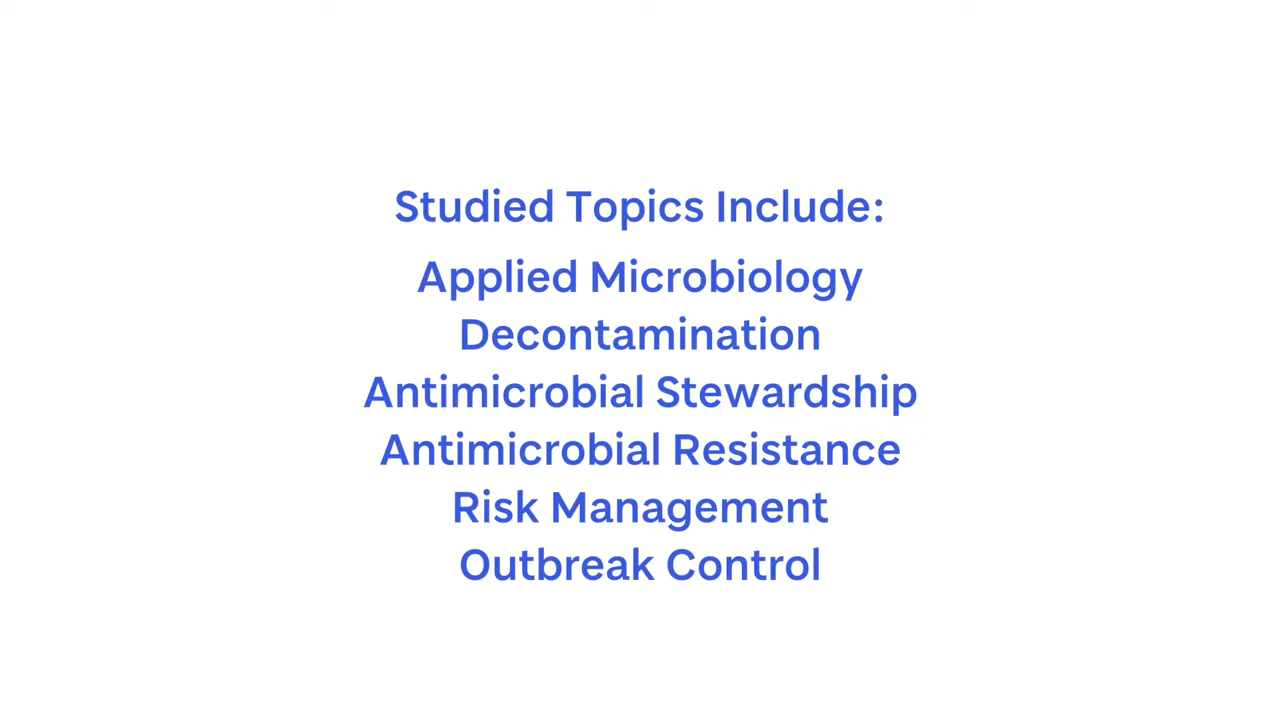 Studied Topics Include:
Applied Microbiology
Decontamination
Antimicrobial Stewardship
Antimicrobial Resistance
Risk Management
Outbreak Control